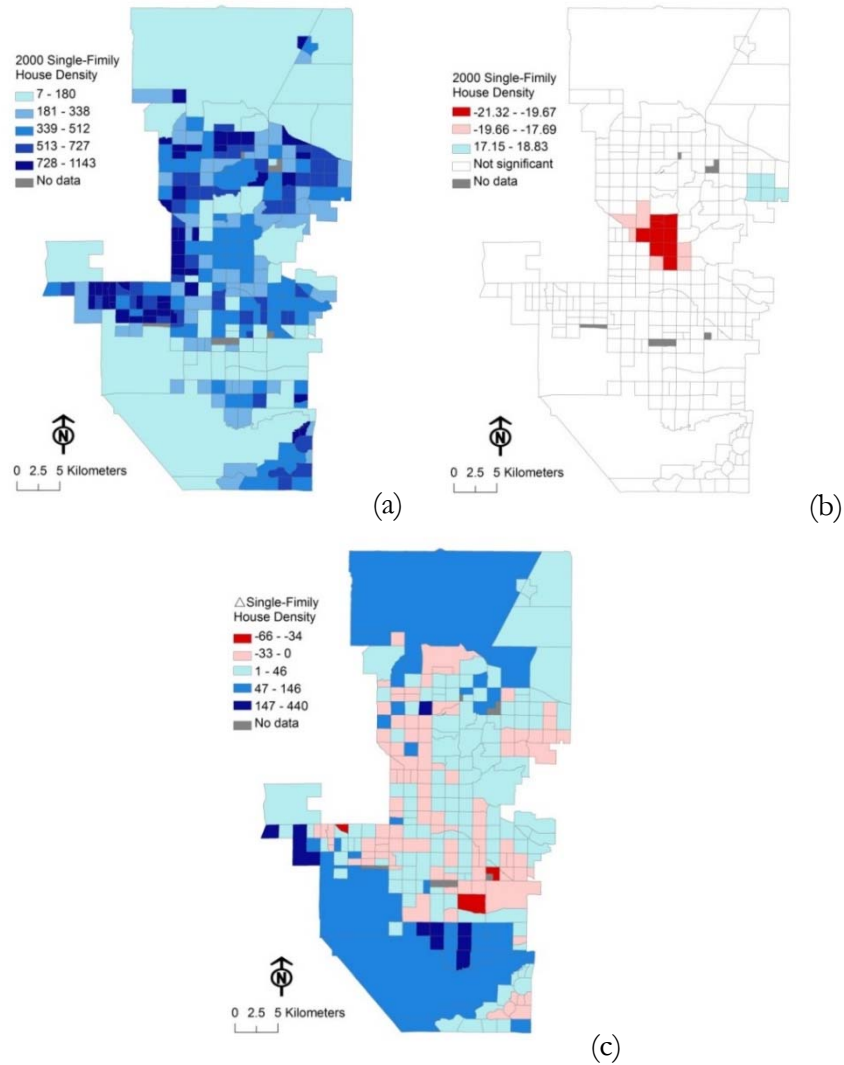 2000 Single-Fimily
House Density
7 - 180
181 - 338
339 - 512
513 - 727
728 - 1143
No data
N
0 2.5 5 Kilometers
(a)
2000 Single-Fimily
House Density
-21.32 - -19.67
-19.66 - -17.69
17.15 - 18.83
Not significant
No data
N
0 2.5 5 Kilometers
(b)
△Single-Fimily
House Density
-66 - -34
-33 - 0
1 - 46
47 - 146
147 - 440
No data
N
0 2.5 5 Kilometers
(c)